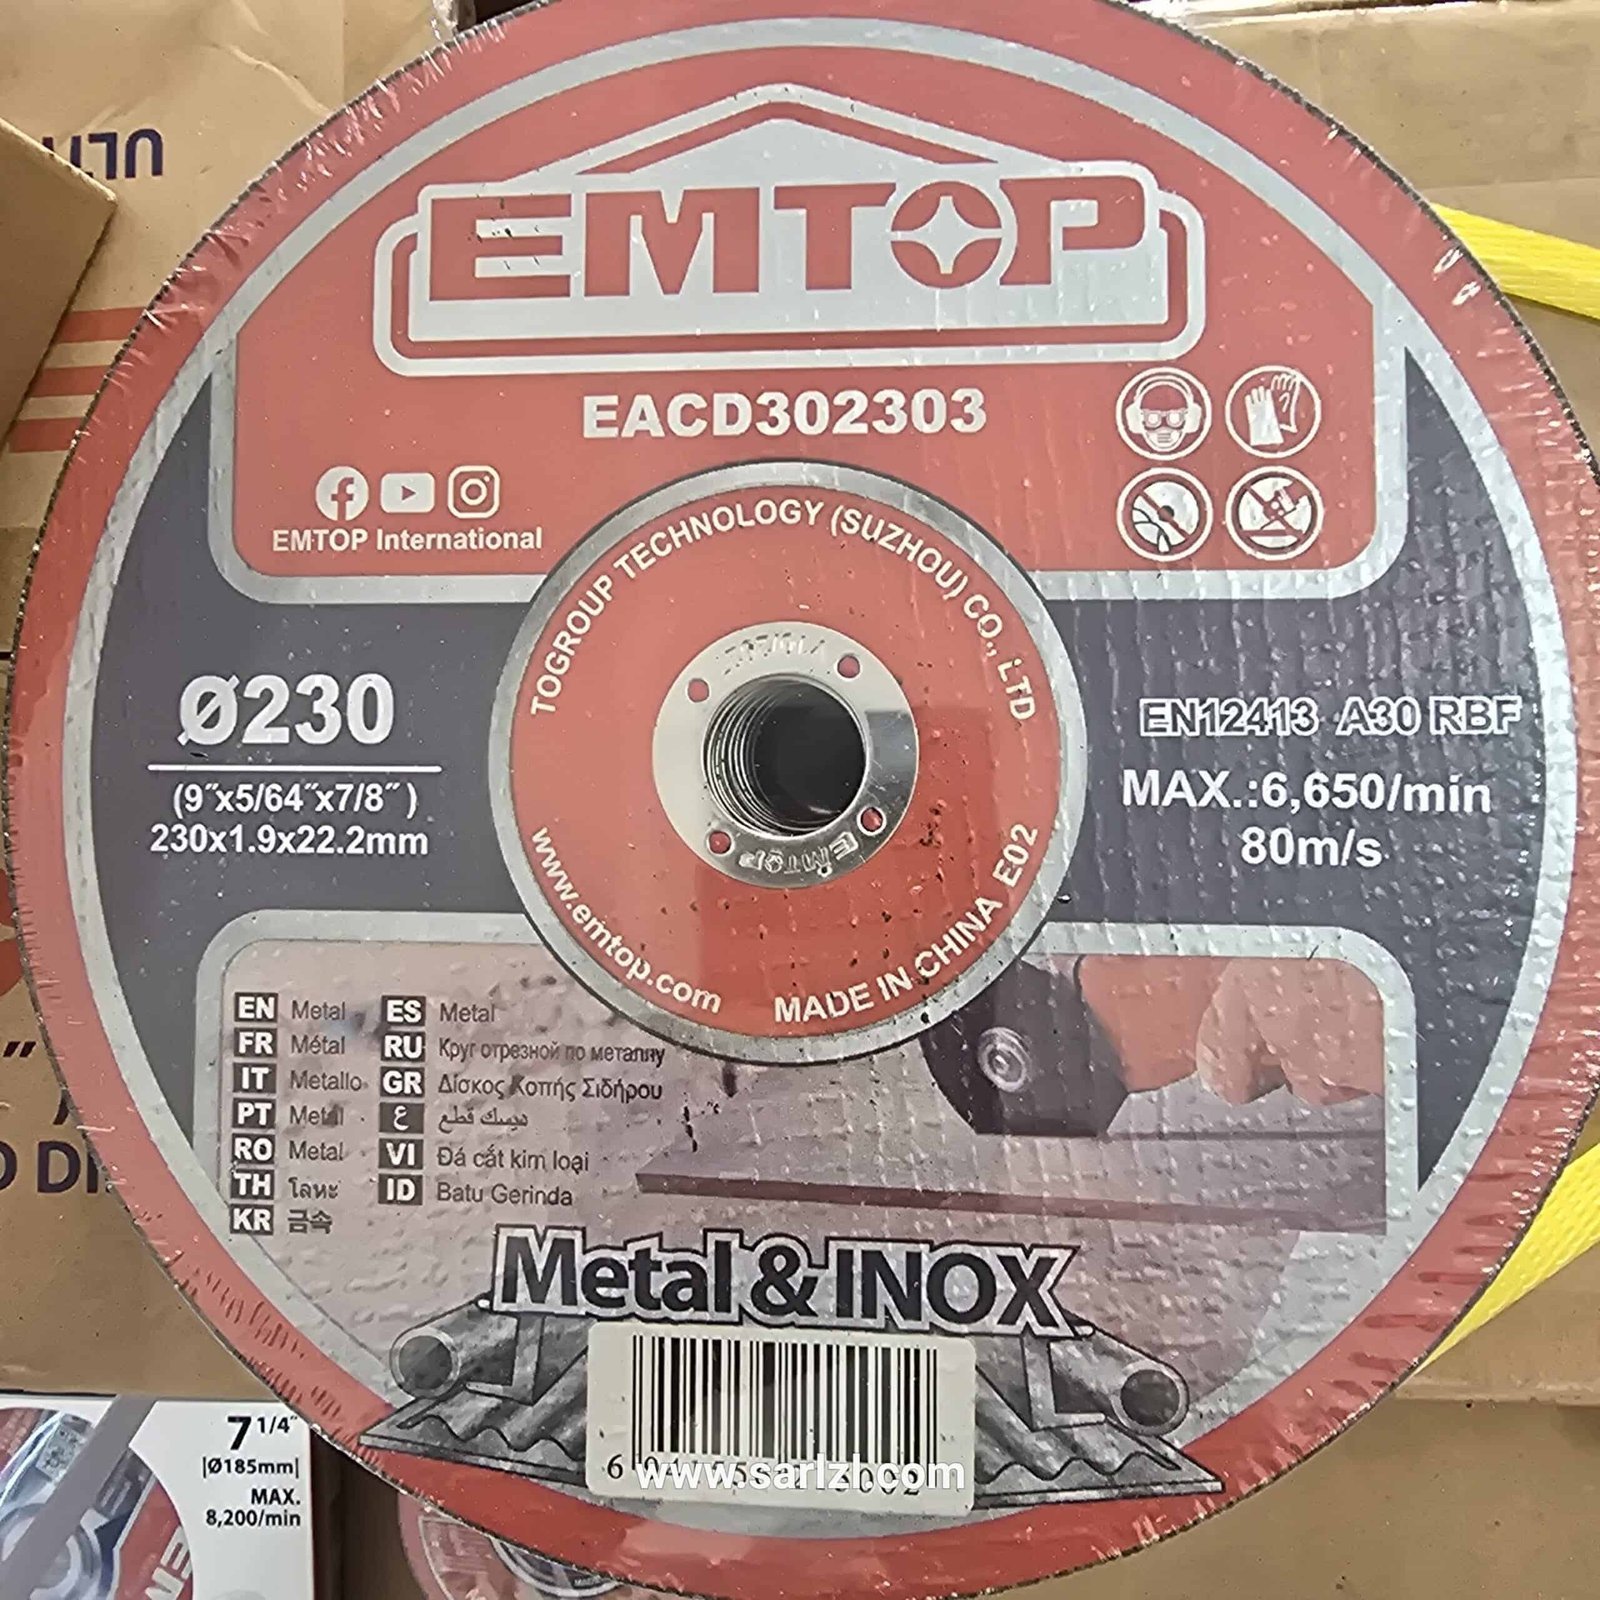 EMTOP
EACD302303
EMTOP International
TOGROUP TECHNOLOGY (SUZHOU) CO., LTD
Ø230
(9″x5/64″x7/8″)
230x1.9x22.2mm
EN12413 A30 RBF
MAX.:6,650/min
80m/s
EMTOP
www.emtop.com
MADE IN CHINA E02
EN Metal
FR Métal
IT Metallo
PT Metal
RO Metal
TH โลหะ
KR 금속
ES Metal
RU Круг отрезной по металлу
GR Δίσκος Κοπής Σιδήρου
ع ديسك قطع
VI Đá cắt kim loại
ID Batu Gerinda
Metal & INOX
www.sarlzl.com
7 1/4"
|Ø185mm|
MAX.
8,200/min